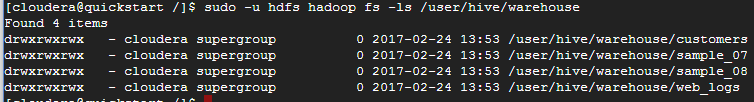 [cloudera@quickstart /]$ sudo -u hdfs hadoop fs -ls /user/hive/warehouse
Found 4 items
drwxrwxrwx   - cloudera supergroup          0 2017-02-24 13:53 /user/hive/warehouse/customers
drwxrwxrwx   - cloudera supergroup          0 2017-02-24 13:53 /user/hive/warehouse/sample_07
drwxrwxrwx   - cloudera supergroup          0 2017-02-24 13:53 /user/hive/warehouse/sample_08
drwxrwxrwx   - cloudera supergroup          0 2017-02-24 13:53 /user/hive/warehouse/web_logs
[cloudera@quickstart /]$